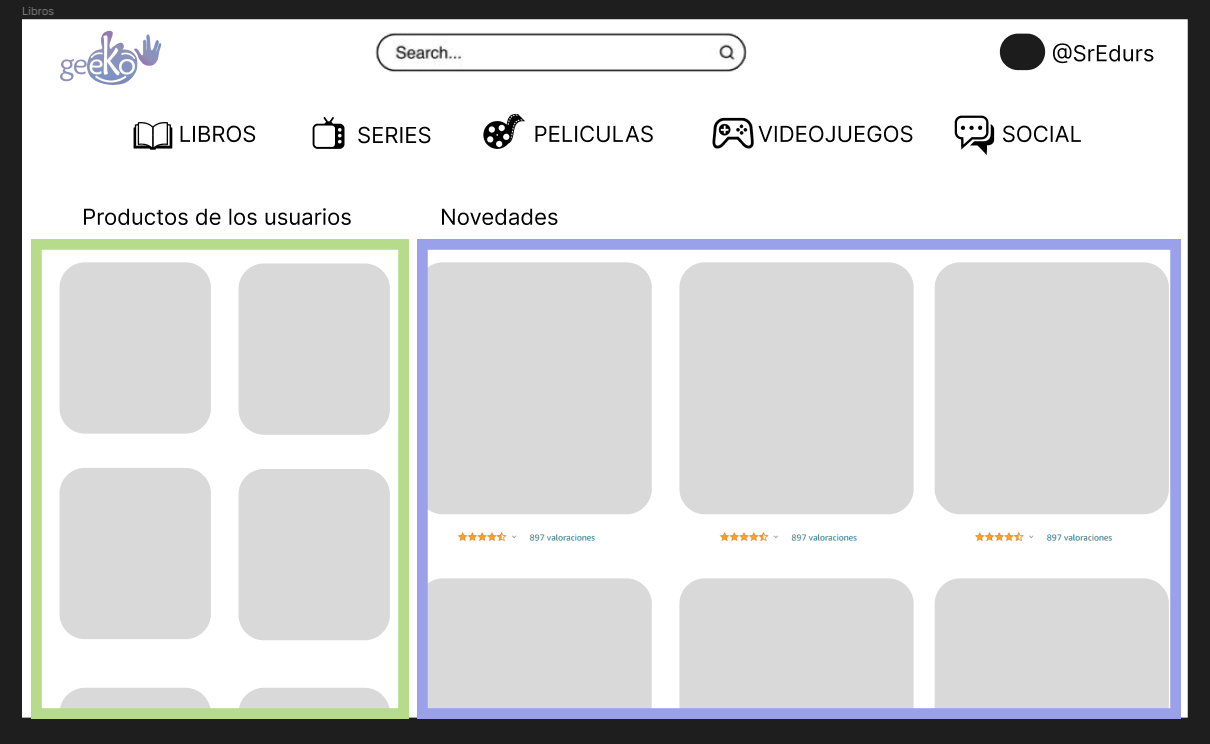 Libros
geeko
Search...
@SrEdurs
LIBROS
SERIES
PELICULAS
VIDEOJUEGOS
SOCIAL
Productos de los usuarios
Novedades
897 valoraciones
897 valoraciones
897 valoraciones